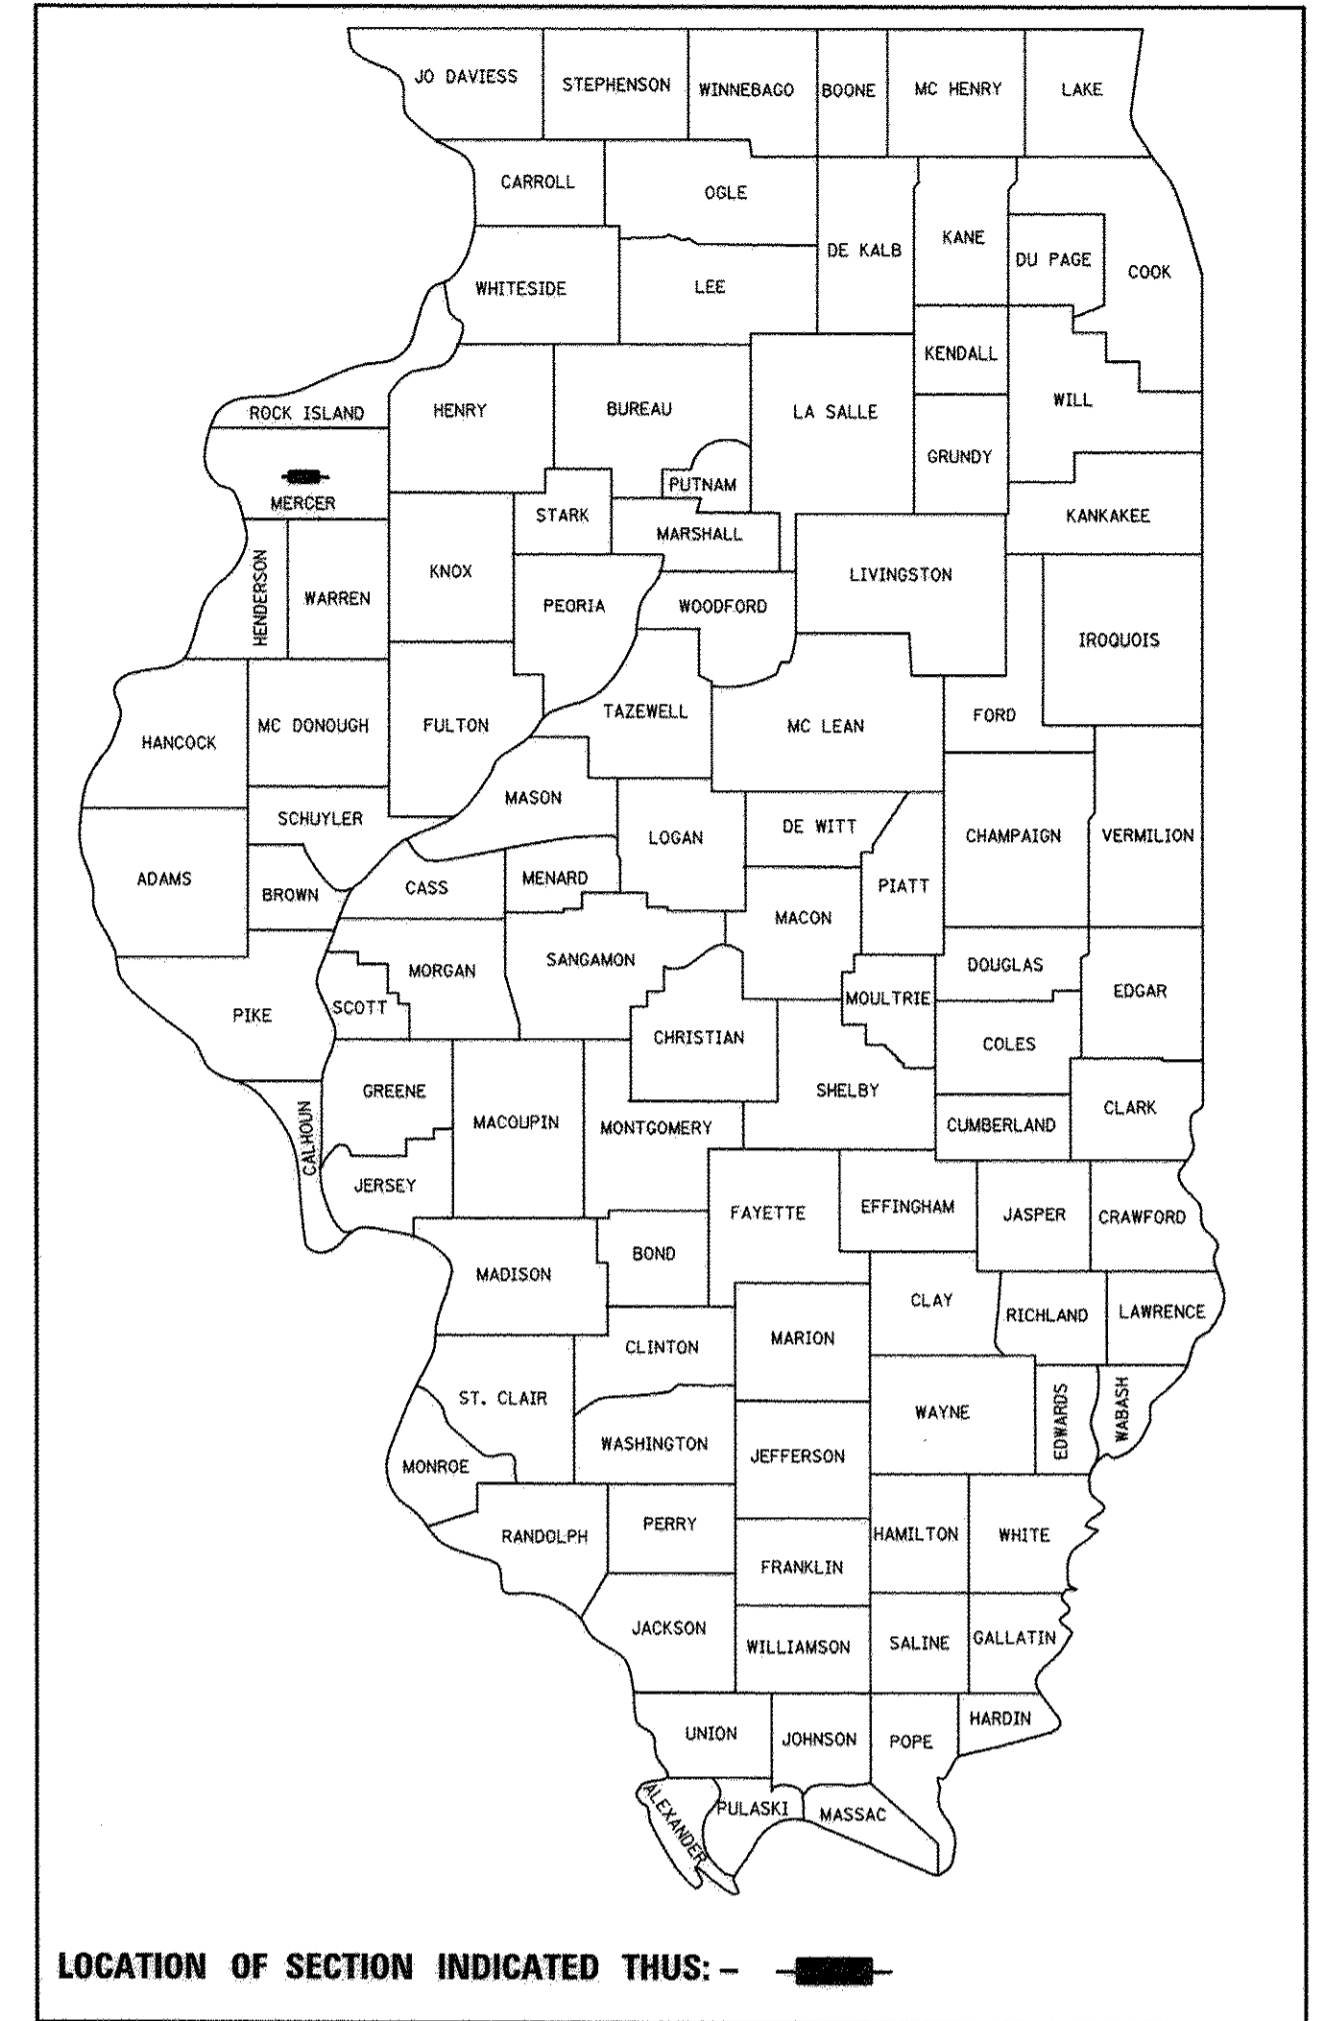 JO DAVIESS
STEPHENSON
WINNEBAGO
BOONE
MC HENRY
LAKE
CARROLL
OGLE
DE KALB
KANE
DU PAGE
COOK
WHITESIDE
LEE
KENDALL
ROCK ISLAND
HENRY
BUREAU
LA SALLE
WILL
GRUNDY
PUTNAM
MERCER
STARK
MARSHALL
KANKAKEE
HENDERSON
WARREN
KNOX
PEORIA
WOODFORD
LIVINGSTON
IROQUOIS
HANCOCK
MC DONOUGH
FULTON
TAZEWELL
MC LEAN
FORD
MASON
SCHUYLER
LOGAN
DE WITT
CHAMPAIGN
VERMILION
ADAMS
BROWN
CASS
MENARD
PIATT
MACON
SANGAMON
MORGAN
DOUGLAS
EDGAR
MOULTRIE
SCOTT
PIKE
CHRISTIAN
COLES
SHELBY
GREENE
CALHOUN
MACOUPIN
MONTGOMERY
CUMBERLAND
CLARK
JERSEY
FAYETTE
EFFINGHAM
JASPER
CRAWFORD
BOND
MADISON
CLAY
RICHLAND
LAWRENCE
CLINTON
MARION
ST. CLAIR
WAYNE
EDWARDS
WABASH
WASHINGTON
JEFFERSON
MONROE
RANDOLPH
PERRY
HAMILTON
WHITE
FRANKLIN
JACKSON
WILLIAMSON
SALINE
GALLATIN
UNION
JOHNSON
POPE
HARDIN
ALEXANDER
PULASKI
MASSAC
LOCATION OF SECTION INDICATED THUS: –